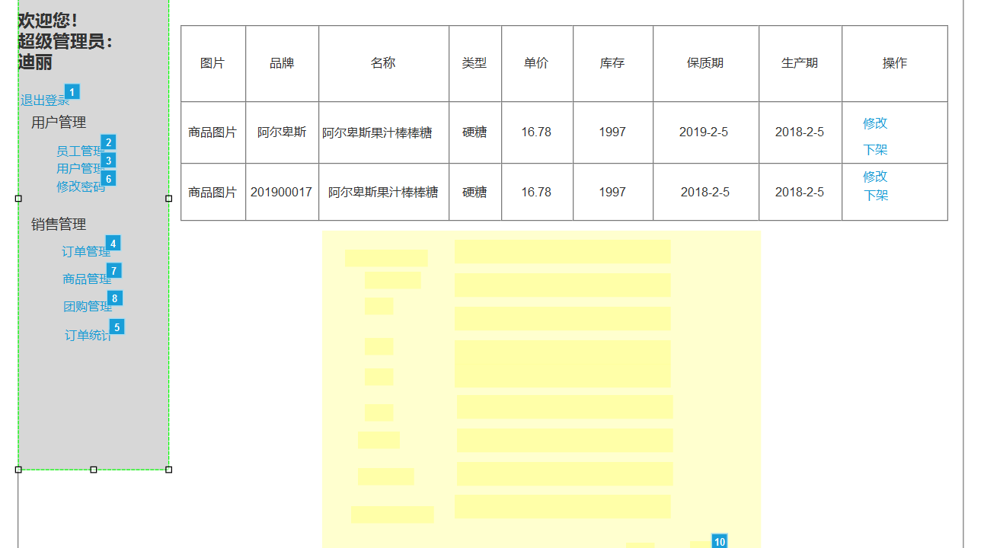 欢迎您！
超级管理员：
迪丽
退出登录 1
用户管理
员工管理 2
用户管理 3
修改密码 6
销售管理
订单管理 4
商品管理 7
团购管理 8
订单统计 5
图片 品牌 名称 类型 单价 库存 保质期 生产期 操作
商品图片 阿尔卑斯 阿尔卑斯果汁棒棒糖 硬糖 16.78 1997 2019-2-5 2018-2-5 修改
下架
商品图片 201900017 阿尔卑斯果汁棒棒糖 硬糖 16.78 1997 2018-2-5 2018-2-5 修改
下架
10